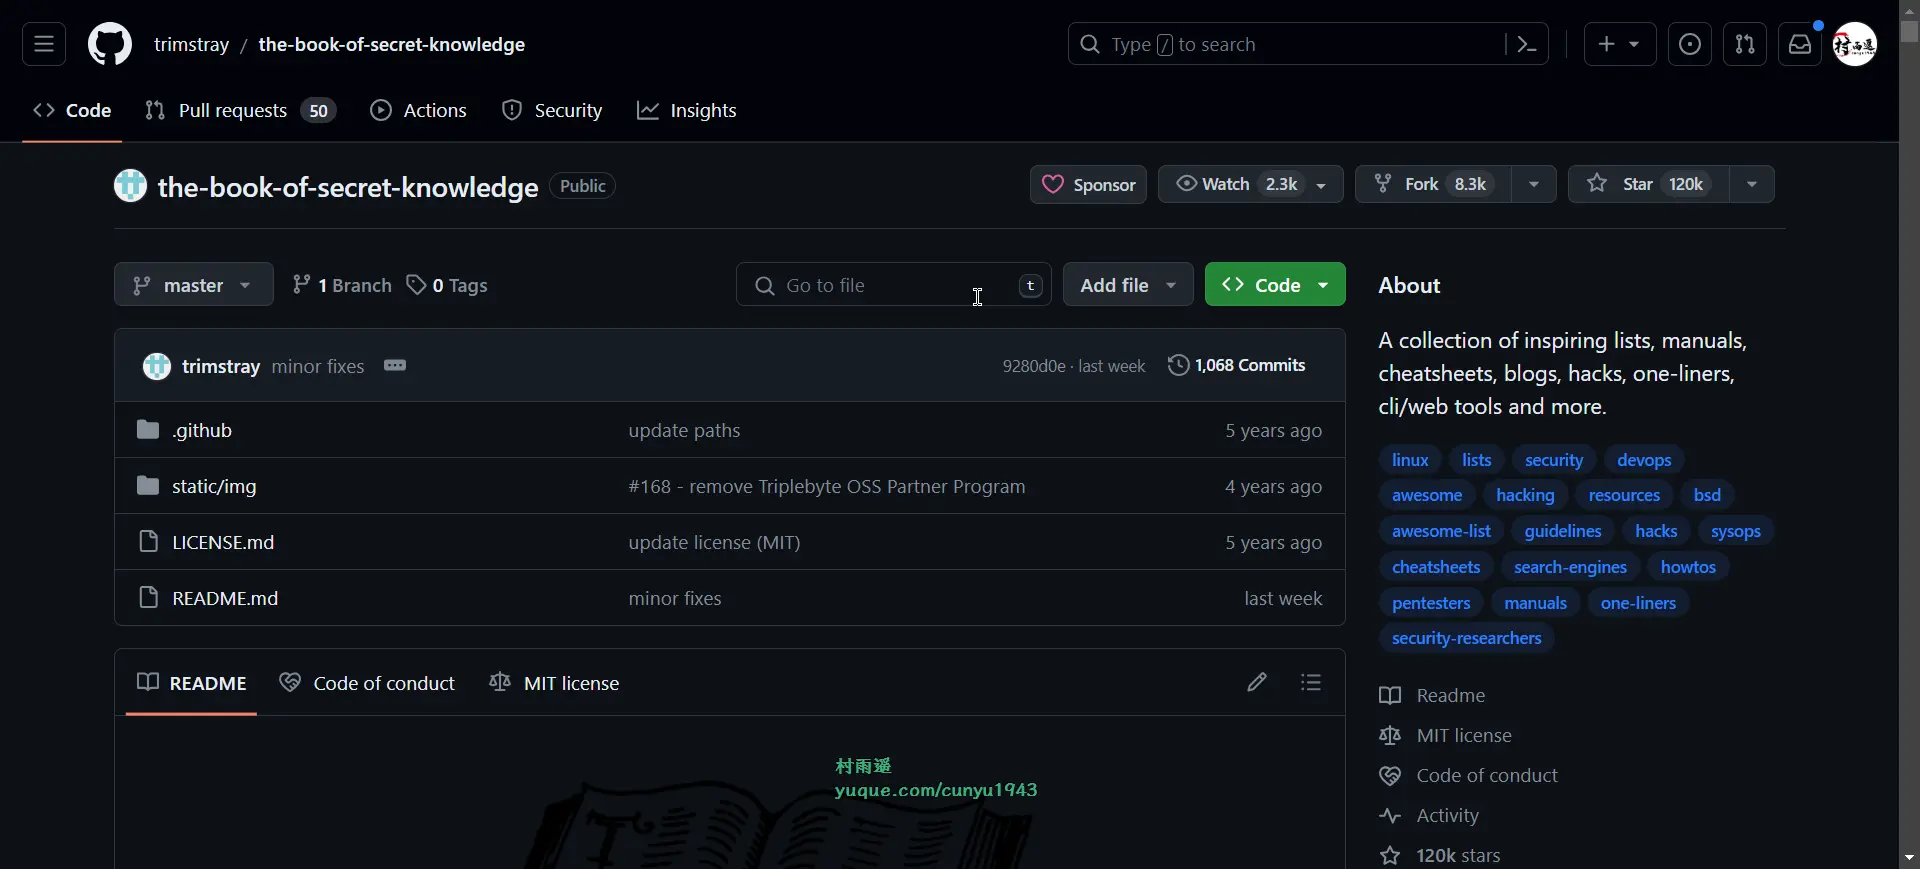 trimstray / the-book-of-secret-knowledge
Type / to search
Code
Pull requests 50
Actions
Security
Insights
the-book-of-secret-knowledge Public
Sponsor
Watch 2.3k
Fork 8.3k
Star 120k
master
1 Branch
0 Tags
Go to file t
Add file
Code
trimstray minor fixes
9280d0e · last week
1,068 Commits
.github update paths 5 years ago
static/img #168 - remove Triplebyte OSS Partner Program 4 years ago
LICENSE.md update license (MIT) 5 years ago
README.md minor fixes last week
README
Code of conduct
MIT license
村雨遥
yuque.com/cunyu1943
About
A collection of inspiring lists, manuals,
cheatsheets, blogs, hacks, one-liners,
cli/web tools and more.
linux lists security devops
awesome hacking resources bsd
awesome-list guidelines hacks sysops
cheatsheets search-engines howtos
pentesters manuals one-liners
security-researchers
Readme
MIT license
Code of conduct
Activity
120k stars